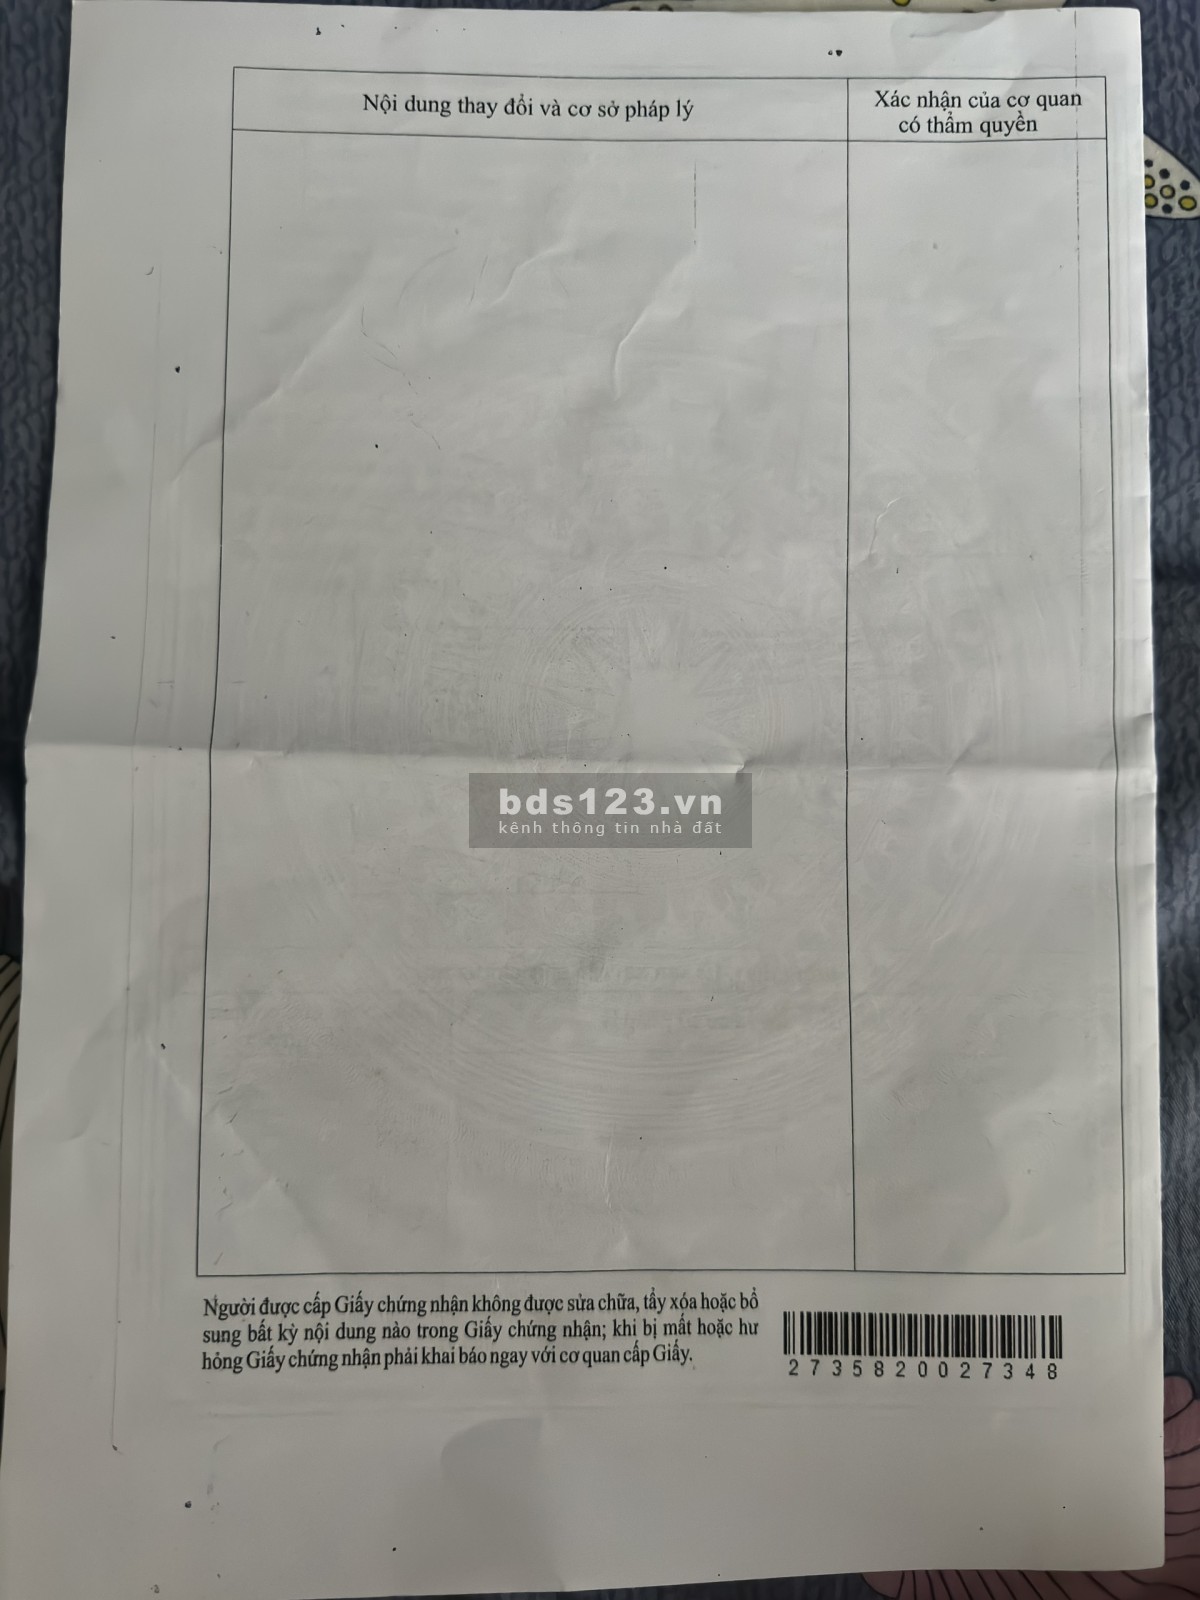 Nội dung thay đổi và cơ sở pháp lý
Xác nhận của cơ quan
có thẩm quyền
bds123.vn
kênh thông tin nhà đất
Người được cấp Giấy chứng nhận không được sửa chữa, tẩy xóa hoặc bổ
sung bất kỳ nội dung nào trong Giấy chứng nhận; khi bị mất hoặc hư
hỏng Giấy chứng nhận phải khai báo ngay với cơ quan cấp Giấy.
2735820027348